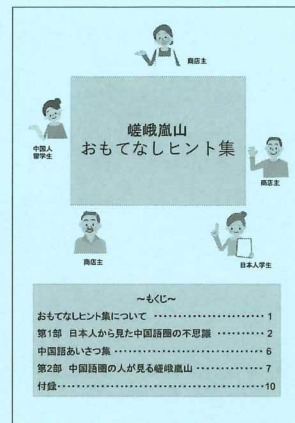 商店主
嵯峨嵐山
おもてなしヒント集
中国人
留学生
商店主
商店主
日本人学生
~もくじ~
おもてなしヒント集について ・・・・・・・・・・・・・・・・・・ 1
第1部 日本人から見た中国語圏の不思議 ・・・・・・・・・・ 2
中国語あいさつ集 ・・・・・・・・・・・・・・・・・・・・・・・・・ 6
第2部 中国語圏の人が見る嵯峨嵐山 ・・・・・・・・・・・・・ 7
付録・・・・・・・・・・・・・・・・・・・・・・・・・・・・・・・・・・・・10